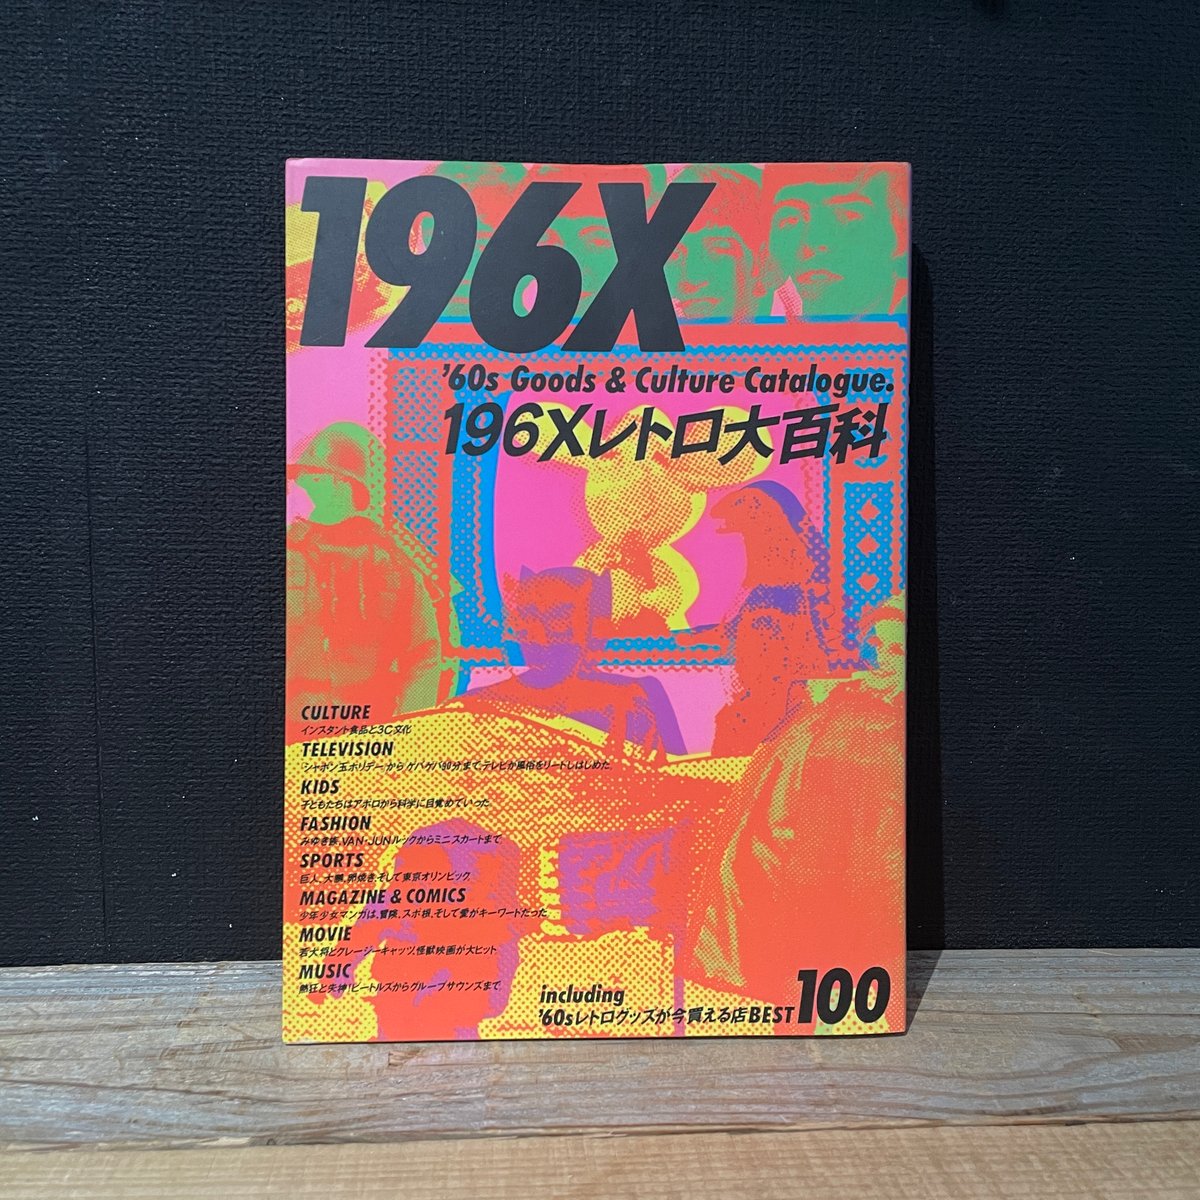 196X
'60s Goods & Culture Catalogue.
196Xレトロ大百科
CULTURE
インスタント食品と3C文化
TELEVISION
シャボン玉ホリデーからゲバゲバ90分まで、テレビが風俗をリードしはじめた。
KIDS
子どもたちはアポロから科学に目覚めていった。
FASHION
みゆき族、VAN・JUNルックからミニスカートまで
SPORTS
巨人、大鵬、卵焼き、そして東京オリンピック
MAGAZINE & COMICS
少年少女マンガは、冒険、スポ根、そして愛がキーワードだった。
MOVIE
若大将とクレージーキャッツ、怪獣映画が大ヒット
MUSIC
熱狂と失神！ビートルズからグループサウンズまで
including
'60sレトログッズが今買える店BEST100